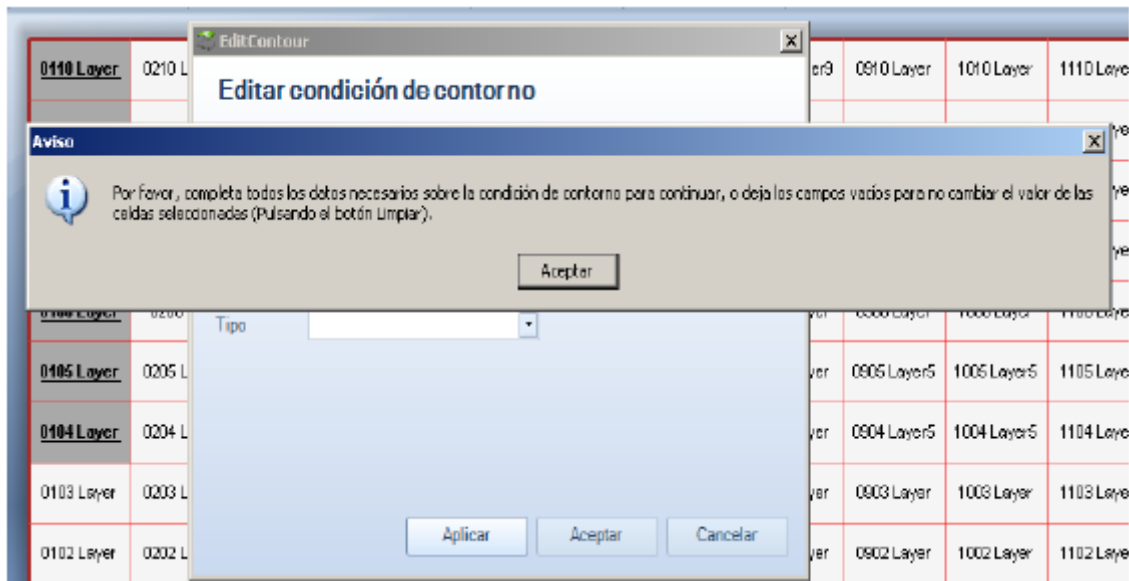 EditContour
Editar condición de contorno
0110 Layer 0210 L er9 0910 Layer 1010 Layer 1110 Laye
Aviso
Por favor, completa todos los datos necesarios sobre la condición de contorno para continuar, o deja los campos vacíos para no cambiar el valor de las
celdas seleccionadas (Pulsando el botón Limpiar).
Aceptar
Tipo
0105 Layer 0205 L yer 0905 Layer5 1005 Layer5 1105 Laye
0104 Layer 0204 L yer 0904 Layer5 1004 Layer5 1104 Laye
0103 Layer 0203 L yer 0903 Layer 1003 Layer 1103 Laye
Aplicar Aceptar Cancelar
0102 Layer 0202 L yer 0902 Layer 1002 Layer 1102 Laye